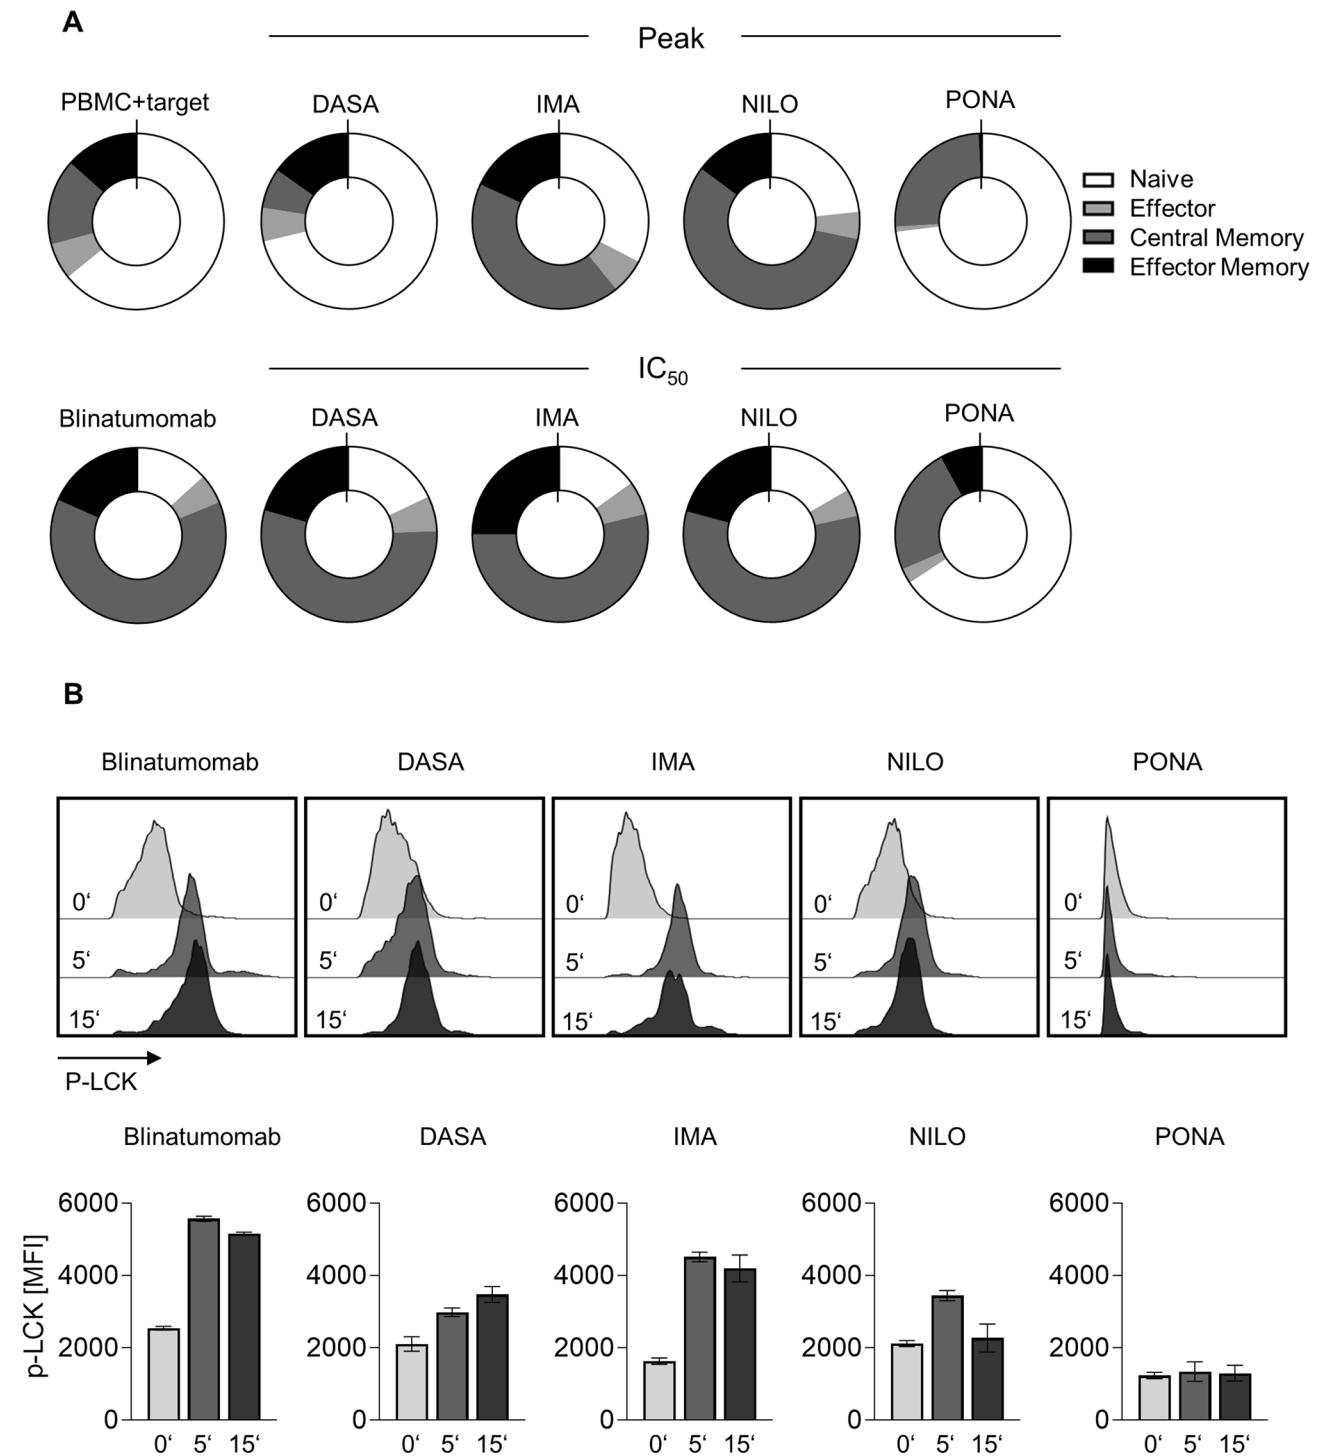 A
Peak
PBMC+target DASA IMA NILO PONA
Naive
Effector
Central Memory
Effector Memory
IC50
Blinatumomab DASA IMA NILO PONA
B
Blinatumomab DASA IMA NILO PONA
0‘ 0‘ 0‘ 0‘ 0‘
5‘ 5‘ 5‘ 5‘ 5‘
15‘ 15‘ 15‘ 15‘ 15‘
P-LCK
Blinatumomab DASA IMA NILO PONA
p-LCK [MFI]
6000 6000 6000 6000 6000
4000 4000 4000 4000 4000
2000 2000 2000 2000 2000
0 0 0 0 0
0‘ 5‘ 15‘ 0‘ 5‘ 15‘ 0‘ 5‘ 15‘ 0‘ 5‘ 15‘ 0‘ 5‘ 15‘